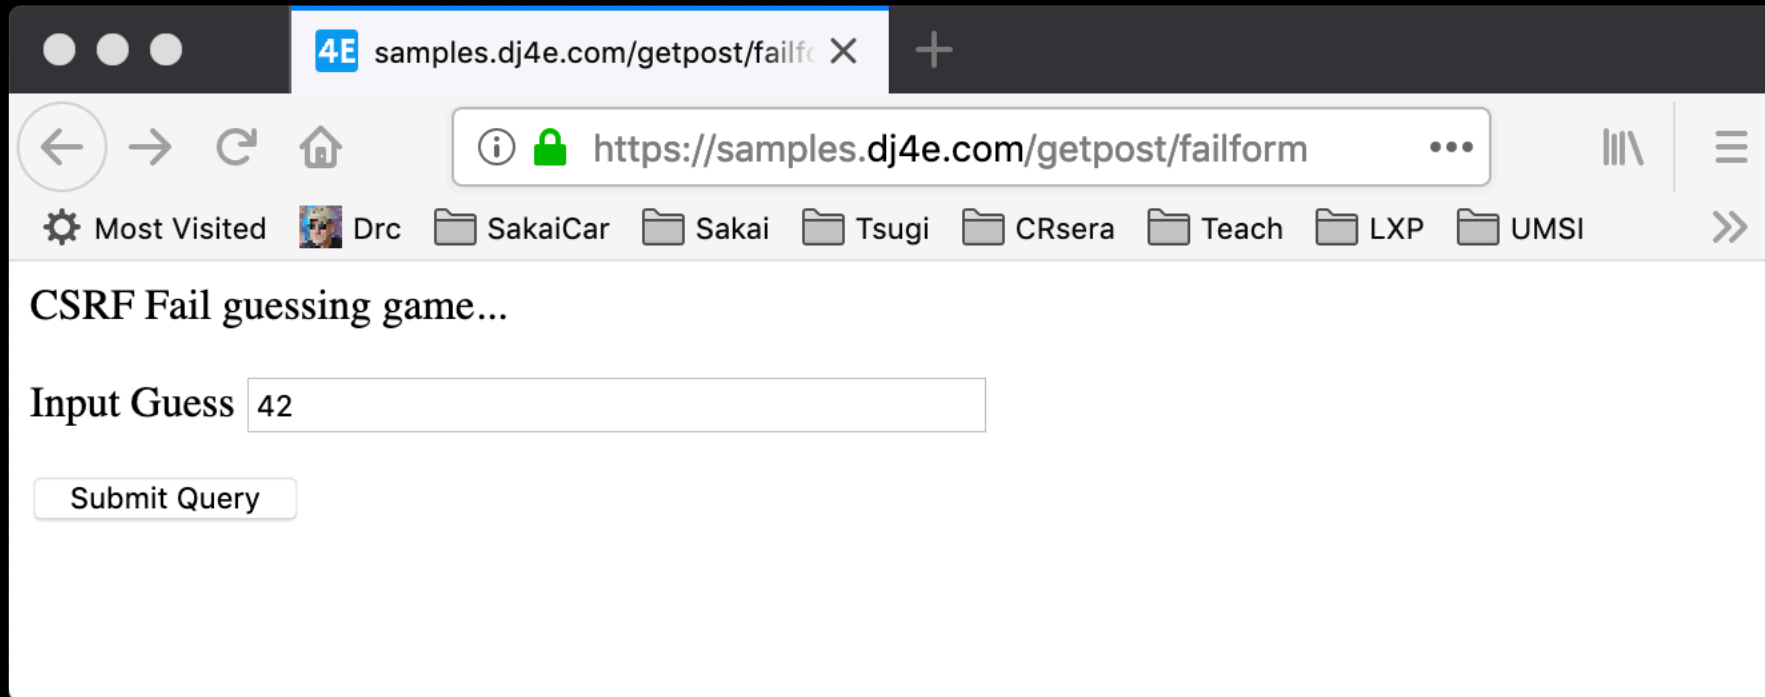 4E samples.dj4e.com/getpost/failfo
https://samples.dj4e.com/getpost/failform
Most Visited Drc SakaiCar Sakai Tsugi CRsera Teach LXP UMSI
CSRF Fail guessing game...
Input Guess 42
Submit Query